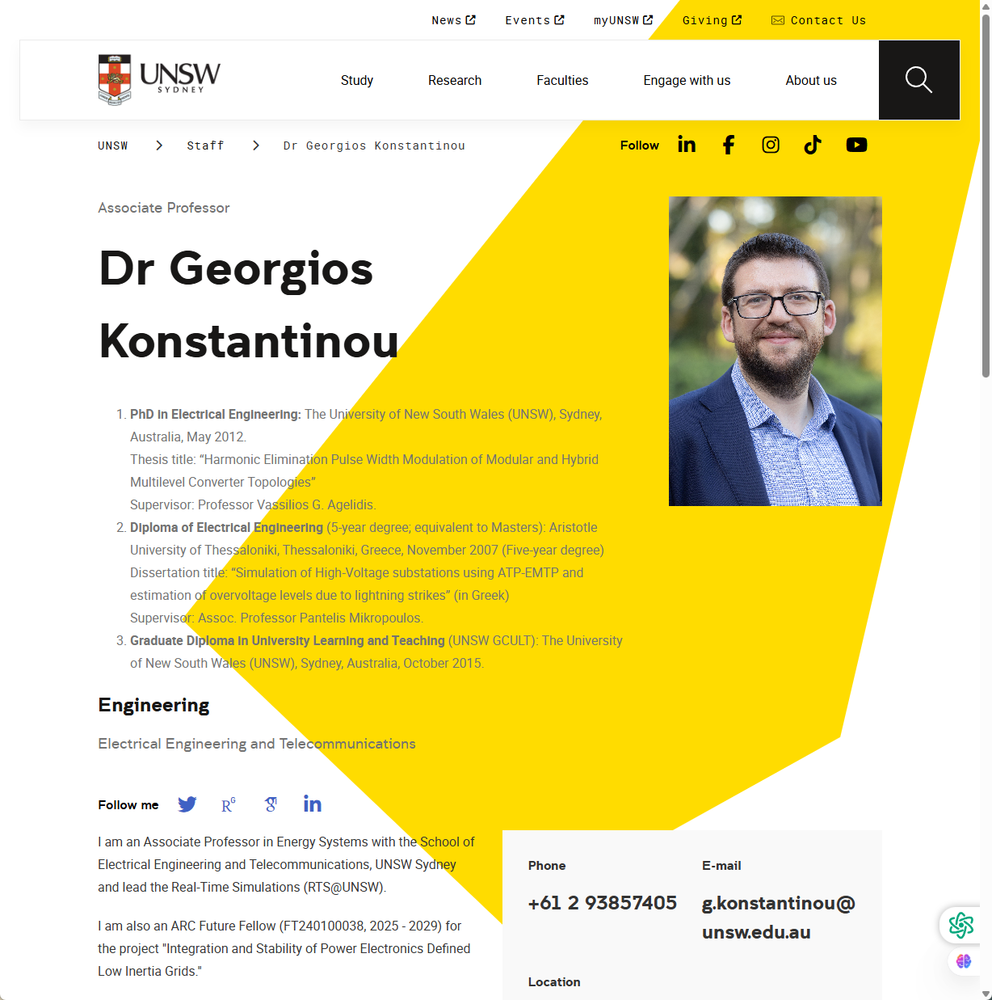 News
Events
myUNSW
Giving
Contact Us
UNSW
SYDNEY
Study
Research
Faculties
Engage with us
About us
UNSW
Staff
Dr Georgios Konstantinou
Follow
Associate Professor
Dr Georgios
Konstantinou
1. PhD in Electrical Engineering: The University of New South Wales (UNSW), Sydney,
Australia, May 2012.
Thesis title: “Harmonic Elimination Pulse Width Modulation of Modular and Hybrid
Multilevel Converter Topologies”
Supervisor: Professor Vassilios G. Agelidis.
2. Diploma of Electrical Engineering (5-year degree; equivalent to Masters): Aristotle
University of Thessaloniki, Thessaloniki, Greece, November 2007 (Five-year degree)
Dissertation title: “Simulation of High-Voltage substations using ATP-EMTP and
estimation of overvoltage levels due to lightning strikes” (in Greek)
Supervisor: Assoc. Professor Pantelis Mikropoulos.
3. Graduate Diploma in University Learning and Teaching (UNSW GCULT): The University
of New South Wales (UNSW), Sydney, Australia, October 2015.
Engineering
Electrical Engineering and Telecommunications
Follow me
I am an Associate Professor in Energy Systems with the School of
Electrical Engineering and Telecommunications, UNSW Sydney
and lead the Real-Time Simulations (RTS@UNSW).
I am also an ARC Future Fellow (FT240100038, 2025 - 2029) for
the project "Integration and Stability of Power Electronics Defined
Low Inertia Grids."
Phone
+61 2 93857405
E-mail
g.konstantinou@
unsw.edu.au
Location